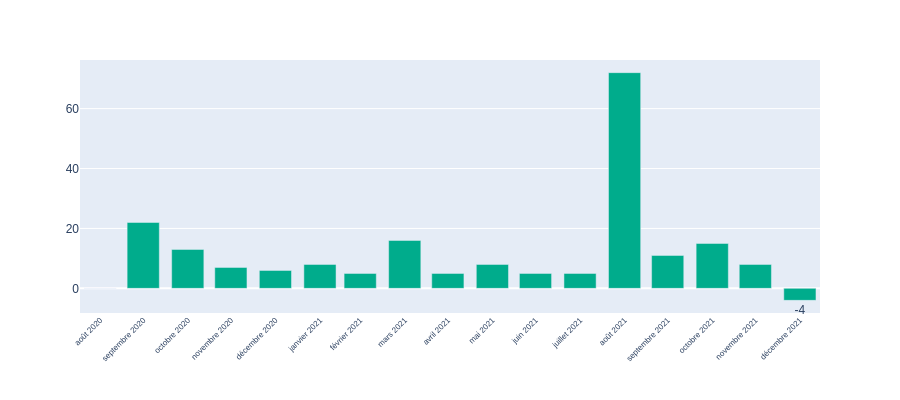 60
40
20
0
-4
août 2020
septembre 2020
octobre 2020
novembre 2020
décembre 2020
janvier 2021
février 2021
mars 2021
avril 2021
mai 2021
juin 2021
juillet 2021
août 2021
septembre 2021
octobre 2021
novembre 2021
décembre 2021